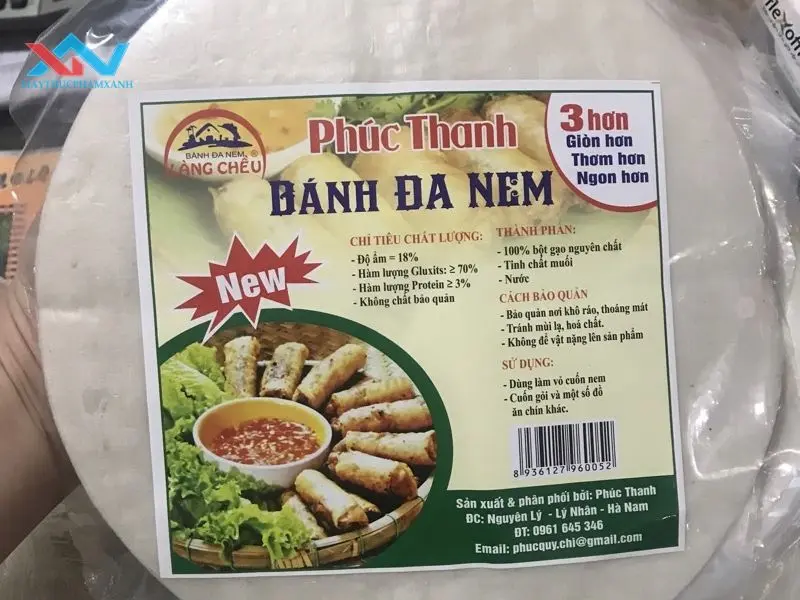 MAYTHUCPHAMXANH
BÁNH ĐA NEM ®
LÀNG CHỀU
Phúc Thanh
BÁNH ĐA NEM
3 hơn
Giòn hơn
Thơm hơn
Ngon hơn
New
CHỈ TIÊU CHẤT LƯỢNG:
- Độ ẩm = 18%
- Hàm lượng Gluxits: ≥ 70%
- Hàm lượng Protein ≥ 3%
- Không chất bảo quản
THÀNH PHẦN:
- 100% bột gạo nguyên chất
- Tinh chất muối
- Nước
CÁCH BẢO QUẢN
- Bảo quản nơi khô ráo, thoáng mát
- Tránh mùi lạ, hoá chất.
- Không để vật nặng lên sản phẩm
SỬ DỤNG:
- Dùng làm vỏ cuốn nem
- Cuốn gỏi và một số đồ
ăn chín khác.
8 936127 960052
Sản xuất & phân phối bởi: Phúc Thanh
ĐC: Nguyên Lý - Lý Nhân - Hà Nam
ĐT: 0961 645 346
Email: phucquy.chi@gmail.com